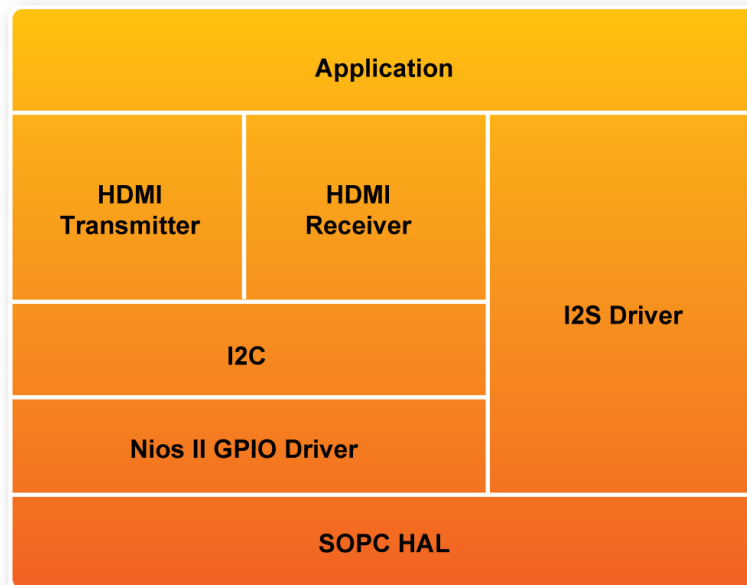 Application
HDMI
Transmitter
HDMI
Receiver
I2S Driver
I2C
Nios II GPIO Driver
SOPC HAL